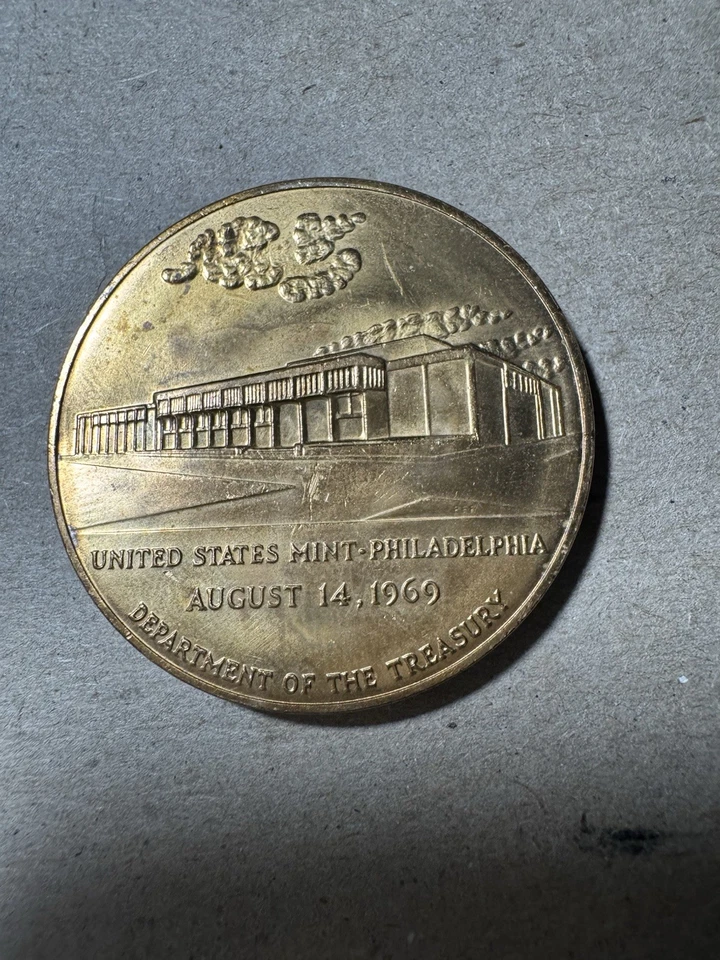 UNITED STATES MINT-PHILADELPHIA
AUGUST 14, 1969
DEPARTMENT OF THE TREASURY